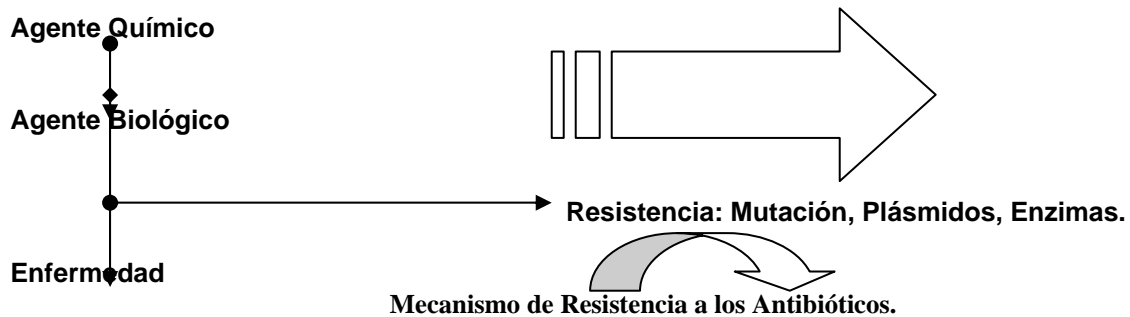 Agente Químico
Agente Biológico
Resistencia: Mutación, Plásmidos, Enzimas.
Enfermedad
Mecanismo de Resistencia a los Antibióticos.